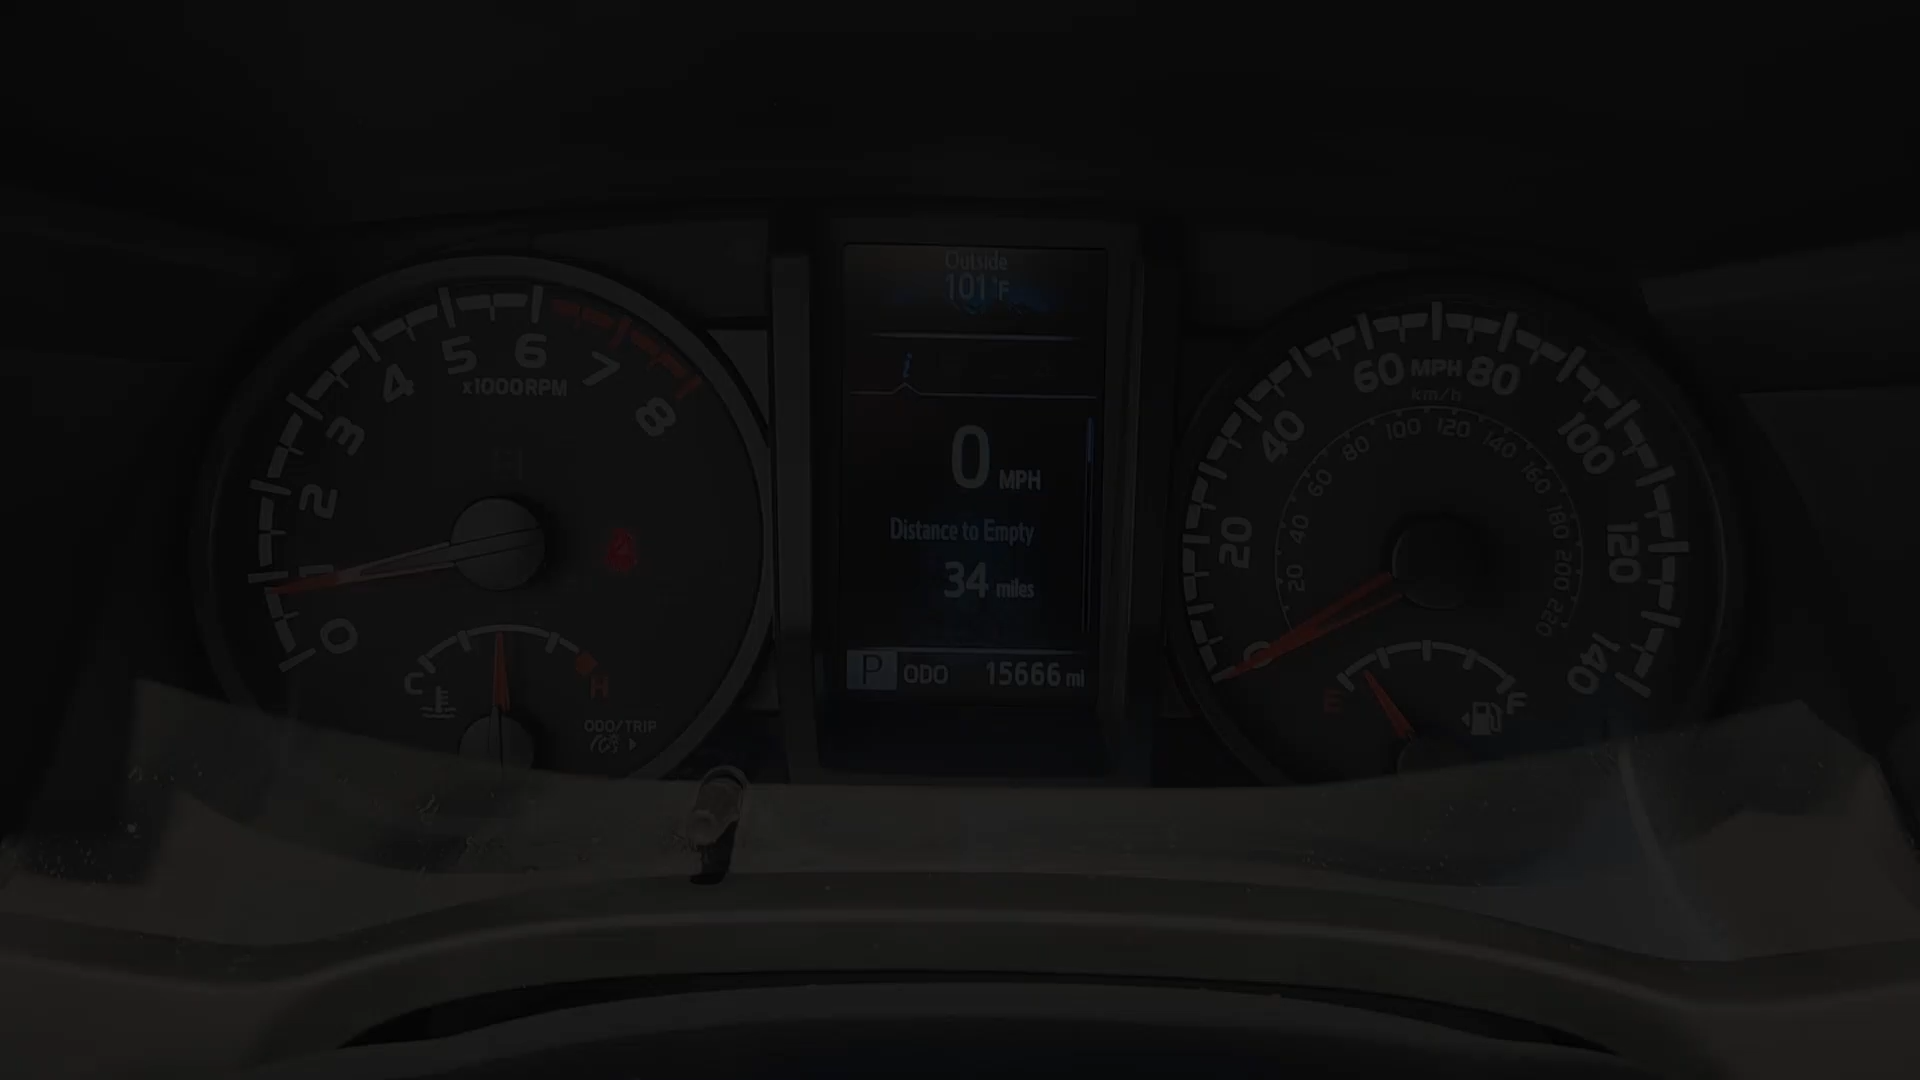 5 6
4 7
x1000RPM
3 8
2
1
0
C H
ODO/TRIP
Outside
101°F
i
0 MPH
Distance to Empty
34 miles
P ODO 15666 mi
60 MPH 80
km/h
40 100
20 120
0 140
100 120
80 140
60 160
40 180
20 200
220
E F